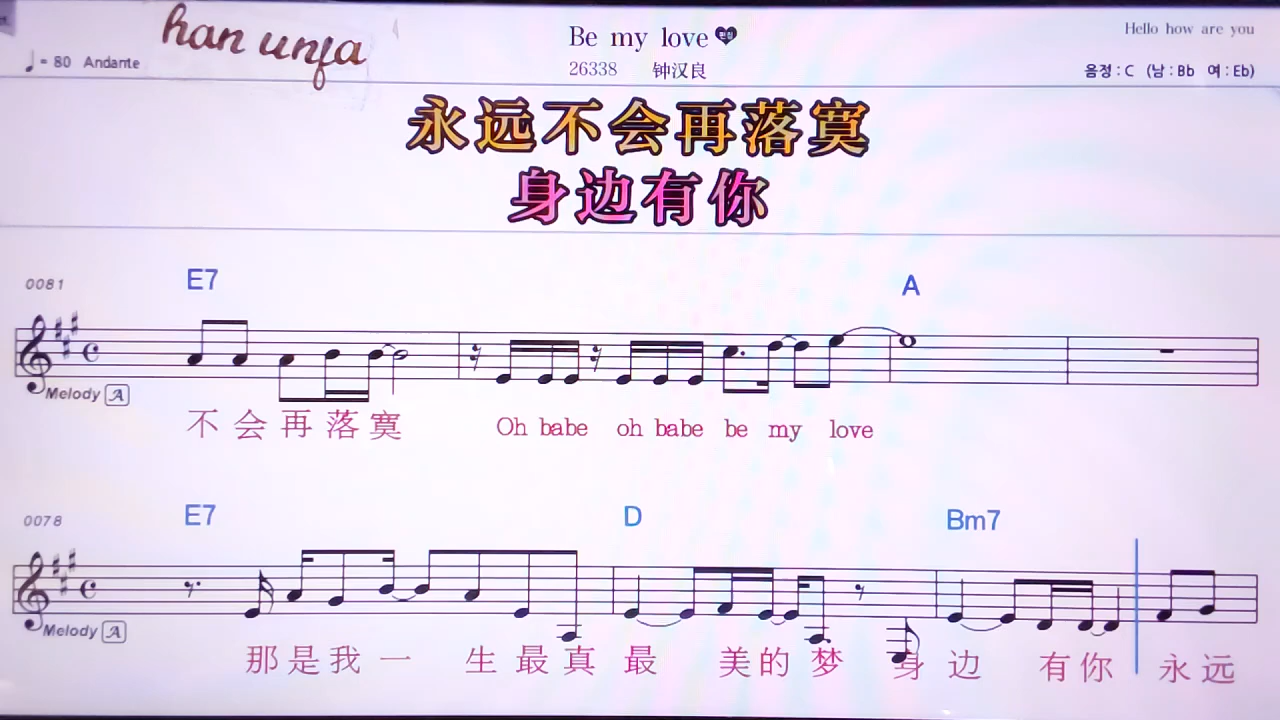 han unja
Be my love 편집
Hello how are you
= 80 Andante
26338 钟汉良
음정 : C (남 : Bb 여 : Eb)
永远不会再落寞
身边有你
0081
E7 A
Melody A
不会再落寞 Oh babe oh babe be my love
0078
E7 D Bm7
Melody A
那是我一生最真最美的梦 身边有你 永远